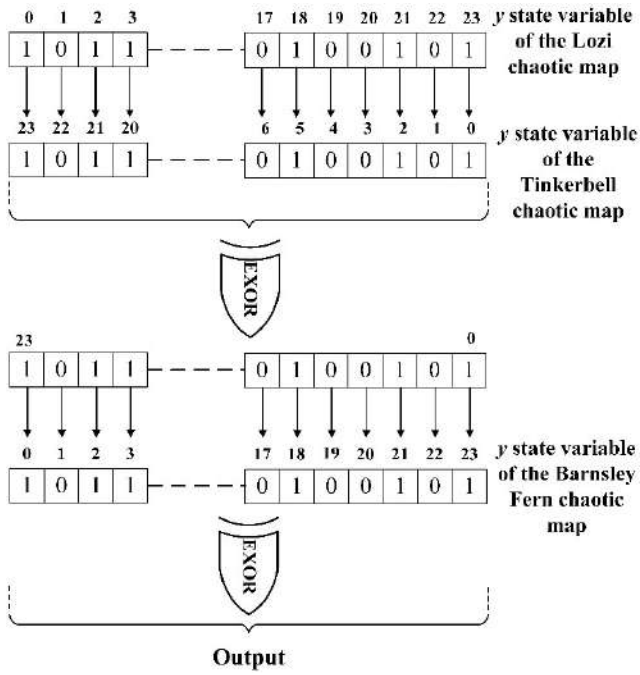 0 1 2 3 17 18 19 20 21 22 23
1 0 1 1 0 1 0 0 1 0 1
y state variable
of the Lozi
chaotic map
23 22 21 20 6 5 4 3 2 1 0
1 0 1 1 0 1 0 0 1 0 1
y state variable
of the
Tinkerbell
chaotic map
EXOR
23 0
1 0 1 1 0 1 0 0 1 0 1
0 1 2 3 17 18 19 20 21 22 23
1 0 1 1 0 1 0 0 1 0 1
y state variable
of the Barnsley
Fern chaotic
map
EXOR
Output